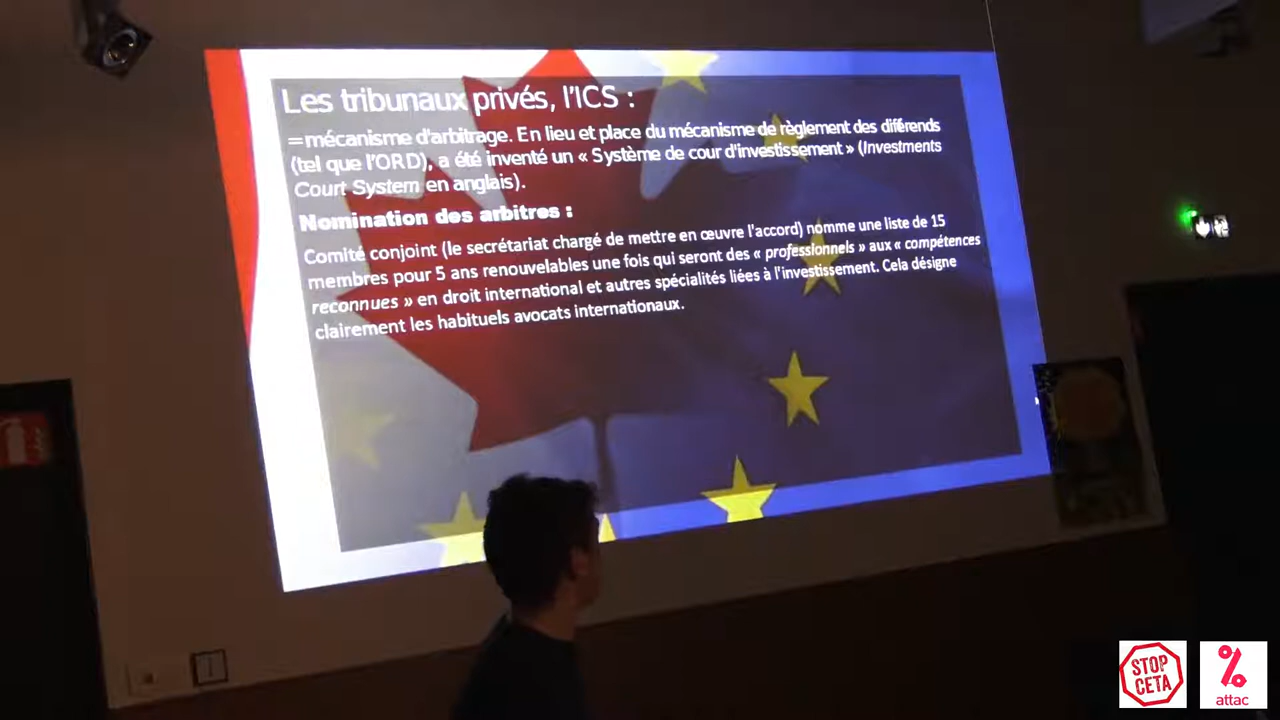 Les tribunaux privés, l'ICS :
=mécanisme d'arbitrage. En lieu et place du mécanisme de règlement des différends
(tel que l'ORD), a été inventé un « Système de cour d'investissement » (Investments
Court System en anglais).
Nomination des arbitres :
Comité conjoint (le secrétariat chargé de mettre en œuvre l'accord) nomme une liste de 15
membres pour 5 ans renouvelables une fois qui seront des « professionnels » aux « compétences
reconnues » en droit international et autres spécialités liées à l'investissement. Cela désigne
clairement les habituels avocats internationaux.
STOP
CETA
attac